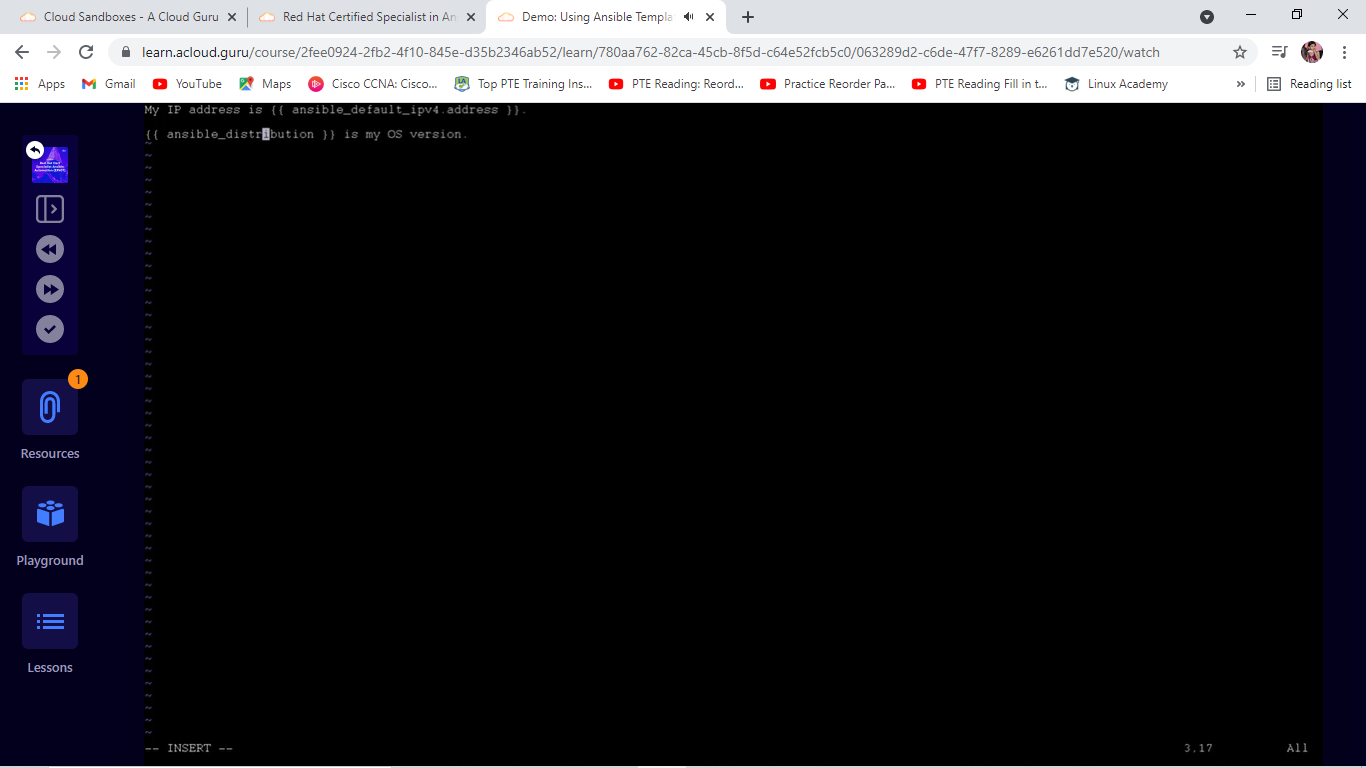 Cloud Sandboxes - A Cloud Guru
Red Hat Certified Specialist in An
Demo: Using Ansible Templa
learn.acloud.guru/course/2fee0924-2fb2-4f10-845e-d35b2346ab52/learn/780aa762-82ca-45cb-8f5d-c64e52fcb5c0/063289d2-c6de-47f7-8289-e6261dd7e520/watch
Apps Gmail YouTube Maps Cisco CCNA: Cisco... Top PTE Training Ins... PTE Reading: Reord... Practice Reorder Pa... PTE Reading Fill in t... Linux Academy » Reading list
My IP address is {{ ansible_default_ipv4.address }}.
{{ ansible_distribution }} is my OS version.
1
Resources
Playground
Lessons
-- INSERT -- 3,17 All